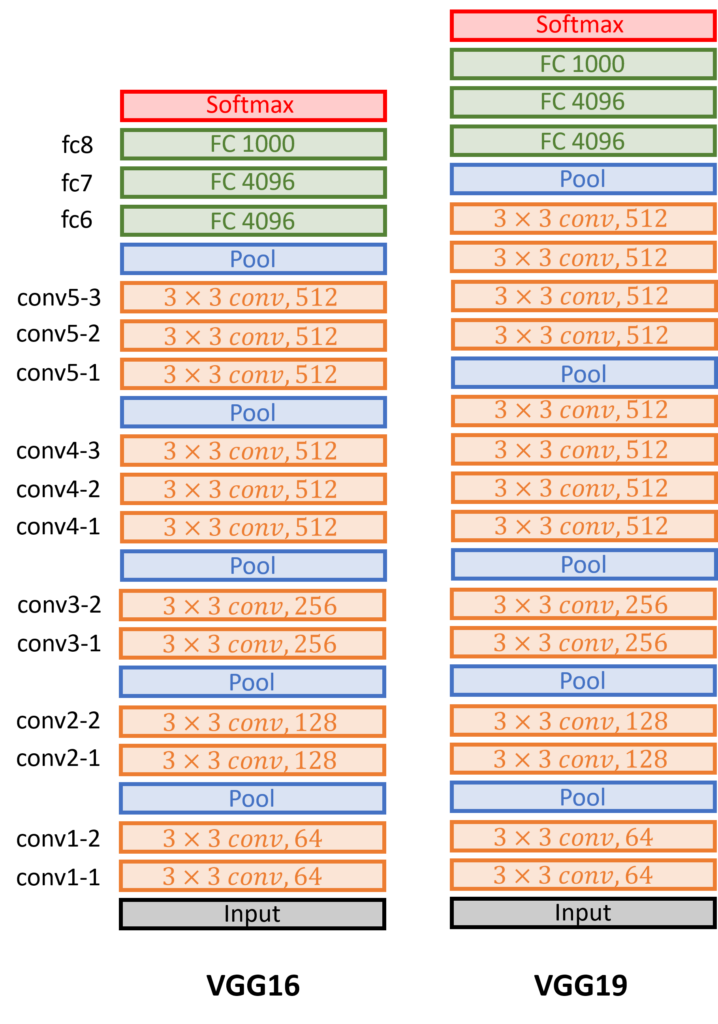 Softmax
fc8 FC 1000
fc7 FC 4096
fc6 FC 4096
Pool
conv5-3 3 × 3 conv, 512
conv5-2 3 × 3 conv, 512
conv5-1 3 × 3 conv, 512
Pool
conv4-3 3 × 3 conv, 512
conv4-2 3 × 3 conv, 512
conv4-1 3 × 3 conv, 512
Pool
conv3-2 3 × 3 conv, 256
conv3-1 3 × 3 conv, 256
Pool
conv2-2 3 × 3 conv, 128
conv2-1 3 × 3 conv, 128
Pool
conv1-2 3 × 3 conv, 64
conv1-1 3 × 3 conv, 64
Input
VGG16
Softmax
FC 1000
FC 4096
FC 4096
Pool
3 × 3 conv, 512
3 × 3 conv, 512
3 × 3 conv, 512
3 × 3 conv, 512
Pool
3 × 3 conv, 512
3 × 3 conv, 512
3 × 3 conv, 512
3 × 3 conv, 512
Pool
3 × 3 conv, 256
3 × 3 conv, 256
Pool
3 × 3 conv, 128
3 × 3 conv, 128
Pool
3 × 3 conv, 64
3 × 3 conv, 64
Input
VGG19